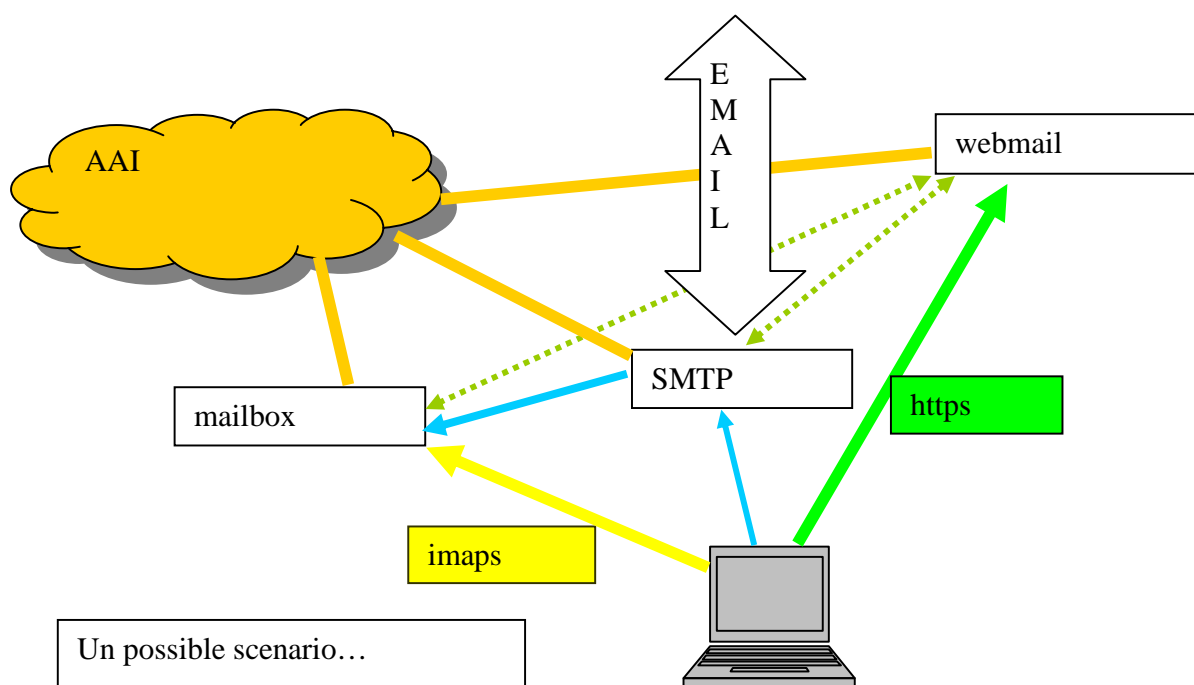 E
M
A
I
L
AAI
webmail
SMTP
mailbox
https
imaps
Un possible scenario…